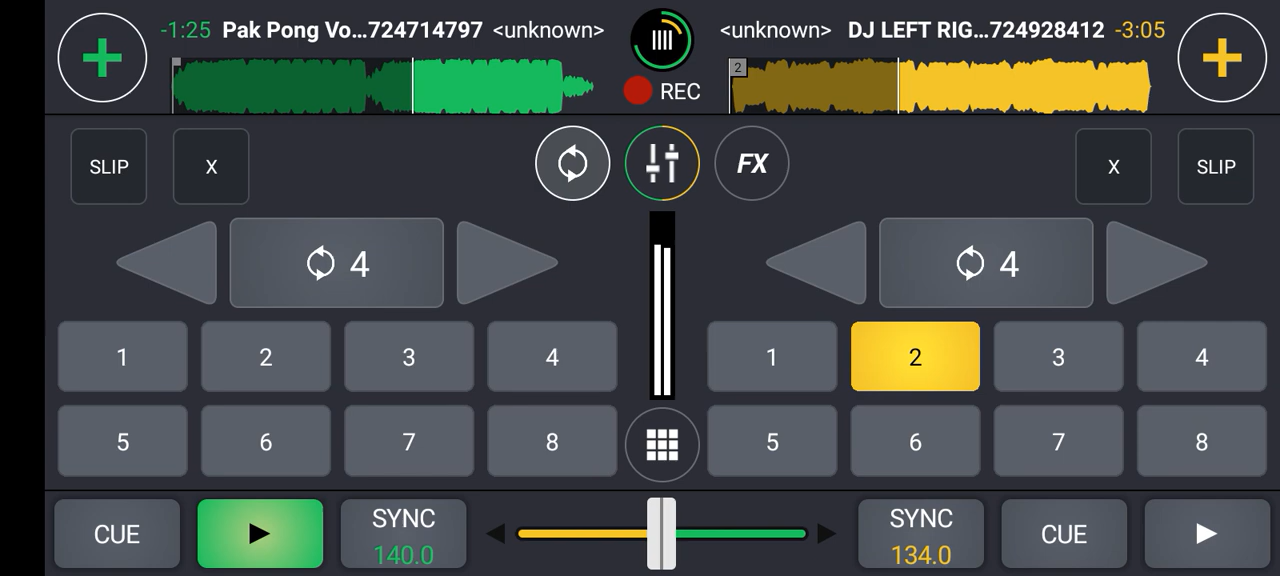 -1:25 Pak Pong Vo...724714797 <unknown>
<unknown> DJ LEFT RIG...724928412 -3:05
2
REC
SLIP X
FX
X SLIP
4
4
1 2 3 4
1 2 3 4
5 6 7 8
5 6 7 8
CUE
SYNC
140.0
SYNC
134.0
CUE